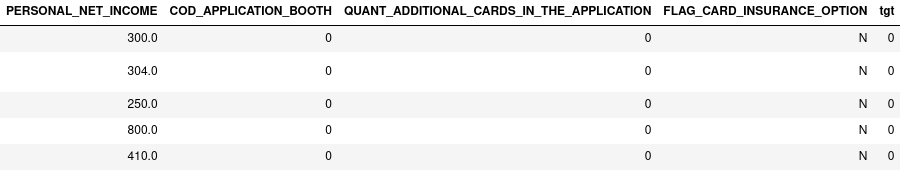 PERSONAL_NET_INCOME COD_APPLICATION_BOOTH QUANT_ADDITIONAL_CARDS_IN_THE_APPLICATION FLAG_CARD_INSURANCE_OPTION tgt
300.0 0 0 N 0
304.0 0 0 N 0
250.0 0 0 N 0
800.0 0 0 N 0
410.0 0 0 N 0